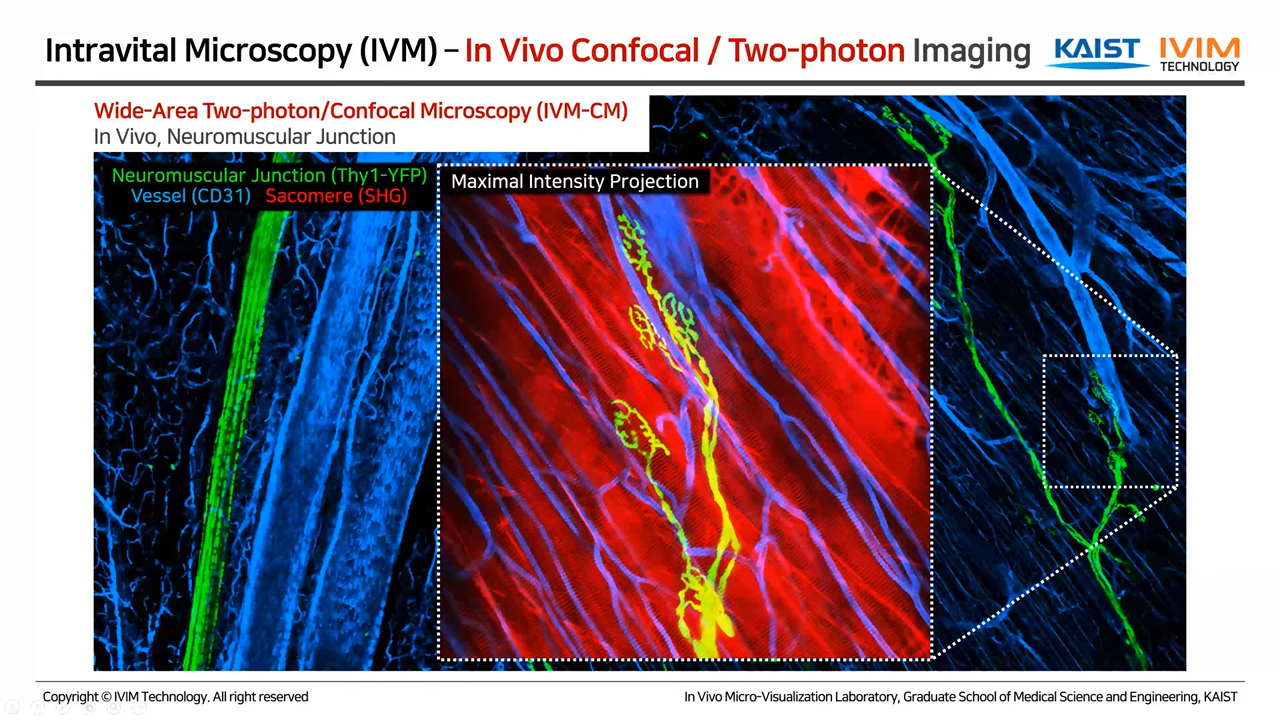 Intravital Microscopy (IVM) – In Vivo Confocal / Two-photon Imaging
KAIST
IVIM
TECHNOLOGY
Wide-Area Two-photon/Confocal Microscopy (IVM-CM)
In Vivo, Neuromuscular Junction
Neuromuscular Junction (Thy1-YFP)
Vessel (CD31) Sacomere (SHG)
Maximal Intensity Projection
Copyright © IVIM Technology. All right reserved
In Vivo Micro-Visualization Laboratory, Graduate School of Medical Science and Engineering, KAIST